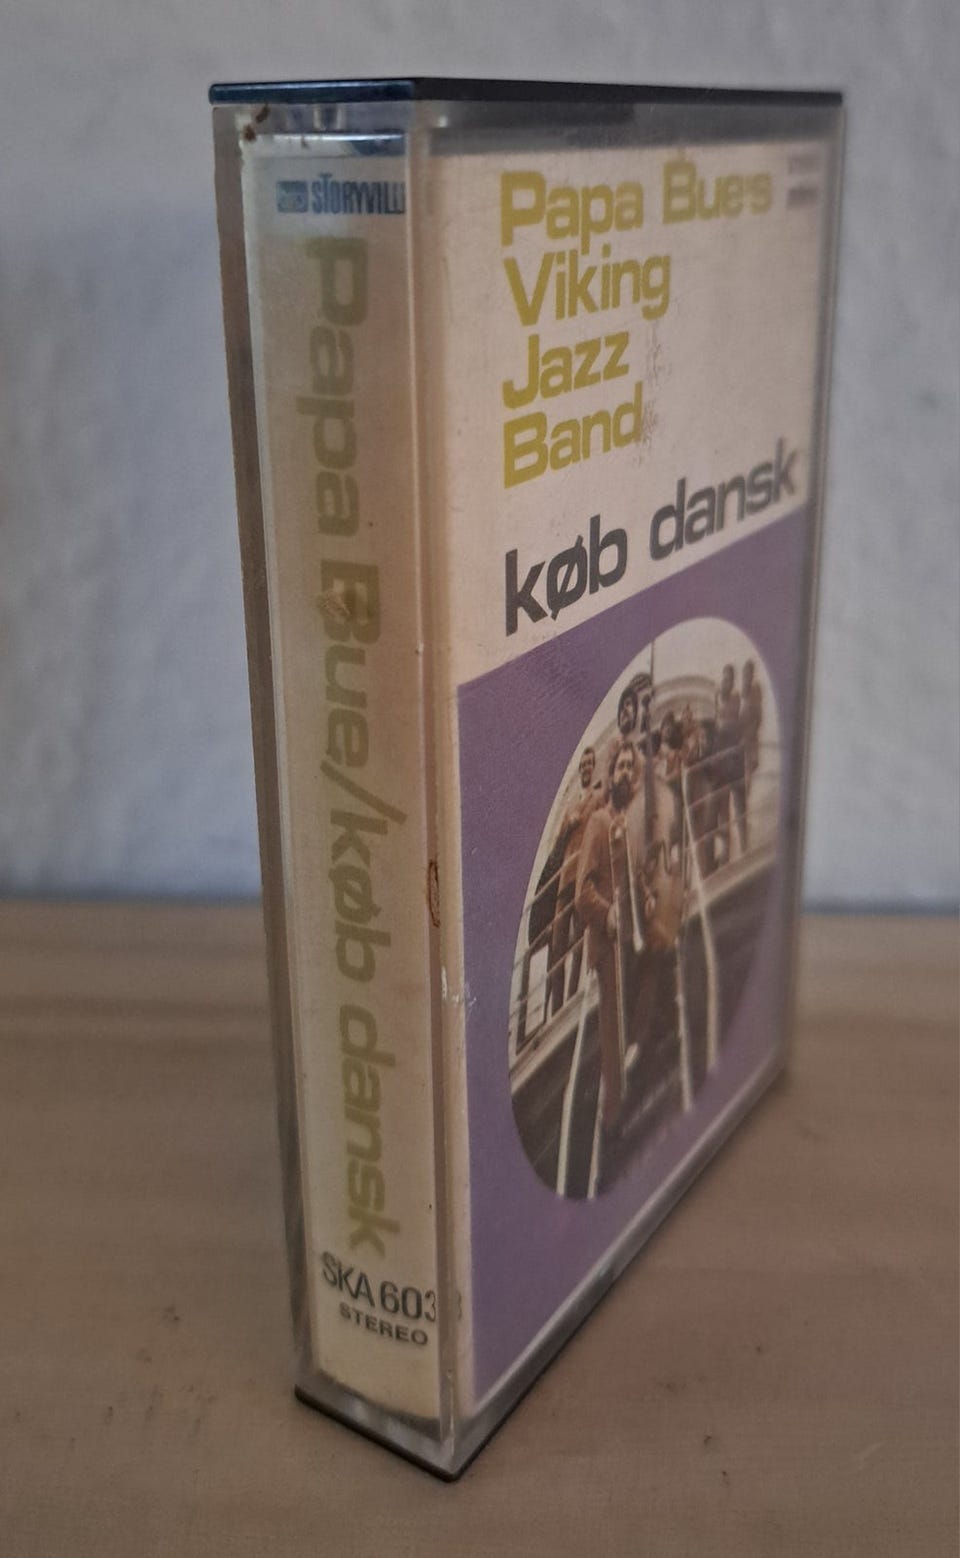 STORYVILLE
Papa Bue/køb dansk
SKA 603
STEREO
Papa Bue's
Viking
Jazz
Band
køb dansk